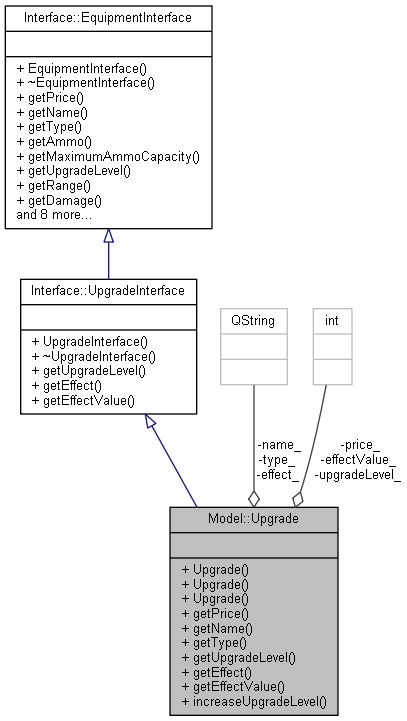 Interface::EquipmentInterface
+ EquipmentInterface()
+ ~EquipmentInterface()
+ getPrice()
+ getName()
+ getType()
+ getAmmo()
+ getMaximumAmmoCapacity()
+ getUpgradeLevel()
+ getRange()
+ getDamage()
and 8 more...
Interface::UpgradeInterface
+ UpgradeInterface()
+ ~UpgradeInterface()
+ getUpgradeLevel()
+ getEffect()
+ getEffectValue()
QString
int
-name_
-type_
-effect_
-price_
-effectValue_
-upgradeLevel_
Model::Upgrade
+ Upgrade()
+ Upgrade()
+ Upgrade()
+ getPrice()
+ getName()
+ getType()
+ getUpgradeLevel()
+ getEffect()
+ getEffectValue()
+ increaseUpgradeLevel()